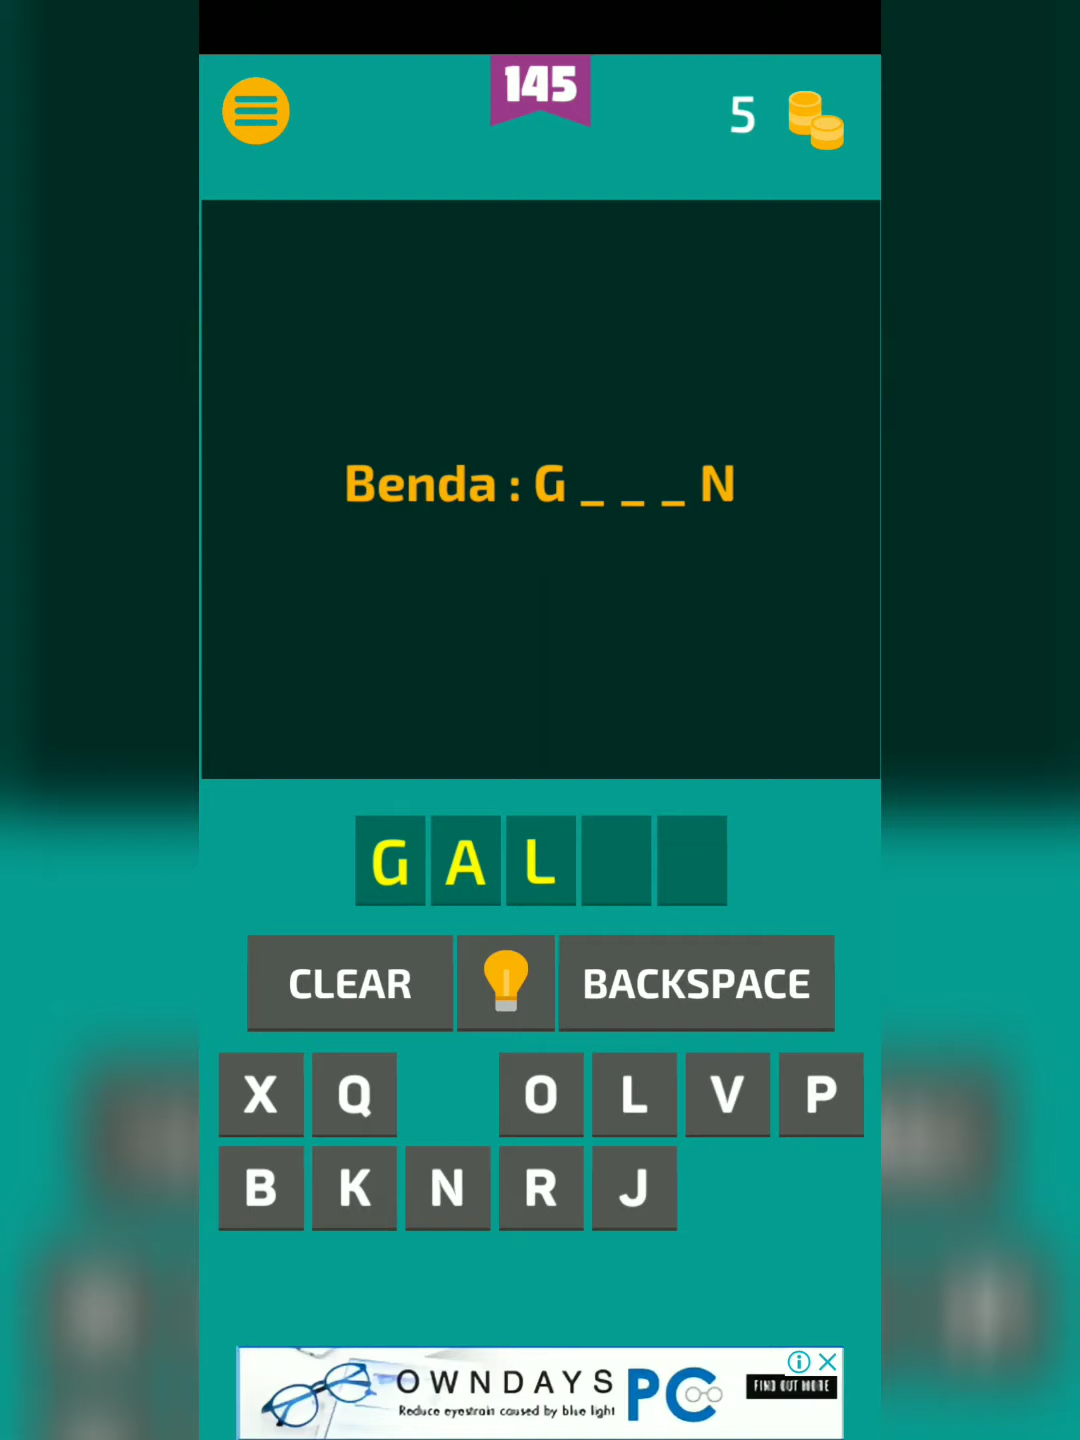 145
5
Benda : G _ _ _ N
G A L
CLEAR
BACKSPACE
X Q O L V P
B K N R J
OWNDAYS
Reduce eyestrain caused by blue light
PC
FIND OUT MORE